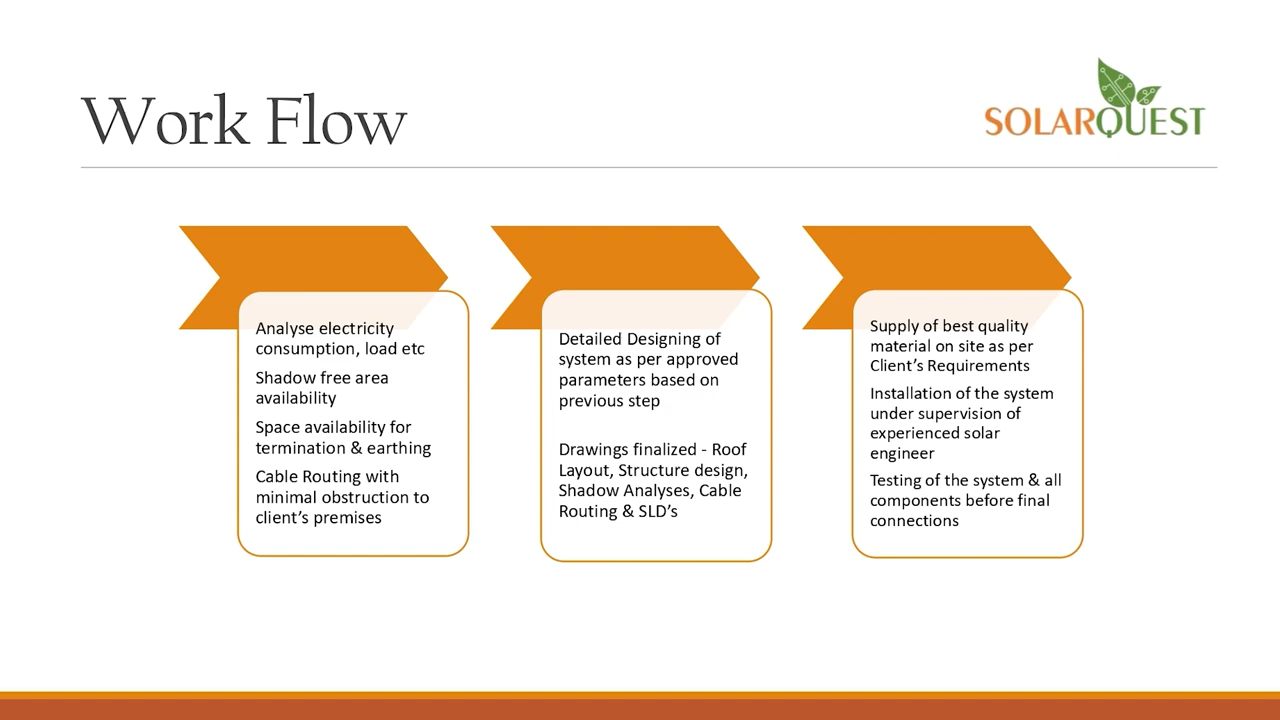 Work Flow
SOLARQUEST
Analyse electricity
consumption, load etc
Shadow free area
availability
Space availability for
termination & earthing
Cable Routing with
minimal obstruction to
client’s premises
Detailed Designing of
system as per approved
parameters based on
previous step
Drawings finalized - Roof
Layout, Structure design,
Shadow Analyses, Cable
Routing & SLD’s
Supply of best quality
material on site as per
Client’s Requirements
Installation of the system
under supervision of
experienced solar
engineer
Testing of the system & all
components before final
connections